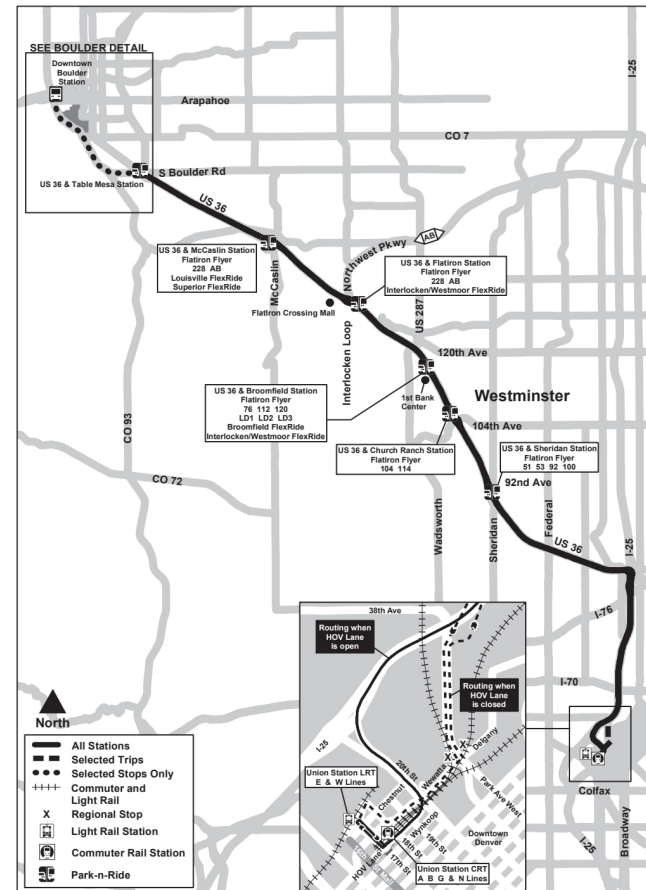 SEE BOULDER DETAIL
Downtown
Boulder
Station
Arapahoe
I-25
CO 7
S Boulder Rd
US 36 & Table Mesa Station
US 36
Northwest Pkwy
AB
US 36 & McCaslin Station
Flatiron Flyer
228 AB
Louisville FlexRide
Superior FlexRide
McCaslin
US 36 & Flatiron Station
Flatiron Flyer
228 AB
Interlocken/Westmoor FlexRide
FlatIron Crossing Mall
Interlocken Loop
US 287
120th Ave
US 36 & Broomfield Station
Flatiron Flyer
76 112 120
LD1 LD2 LD3
Broomfield FlexRide
Interlocken/Westmoor FlexRide
1st Bank
Center
Westminster
104th Ave
CO 93
US 36 & Church Ranch Station
Flatiron Flyer
104 114
US 36 & Sheridan Station
Flatiron Flyer
51 53 92 100
92nd Ave
CO 72
Wadsworth
Sheridan
Federal
US 36
I-25
I-76
I-70
38th Ave
Routing when
HOV Lane
is open
Routing when
HOV Lane
is closed
I-25
20th St
Delgany
Wewatta
Chestnut
Park Ave West
Union Station LRT
E & W Lines
Wynkoop
19th St
18th St
17th St
HOV Lane
Downtown
Denver
Union Station CRT
A B G & N Lines
Colfax
I-25
Broadway
North
All Stations
Selected Trips
Selected Stops Only
Commuter and
Light Rail
X Regional Stop
Light Rail Station
Commuter Rail Station
Park-n-Ride